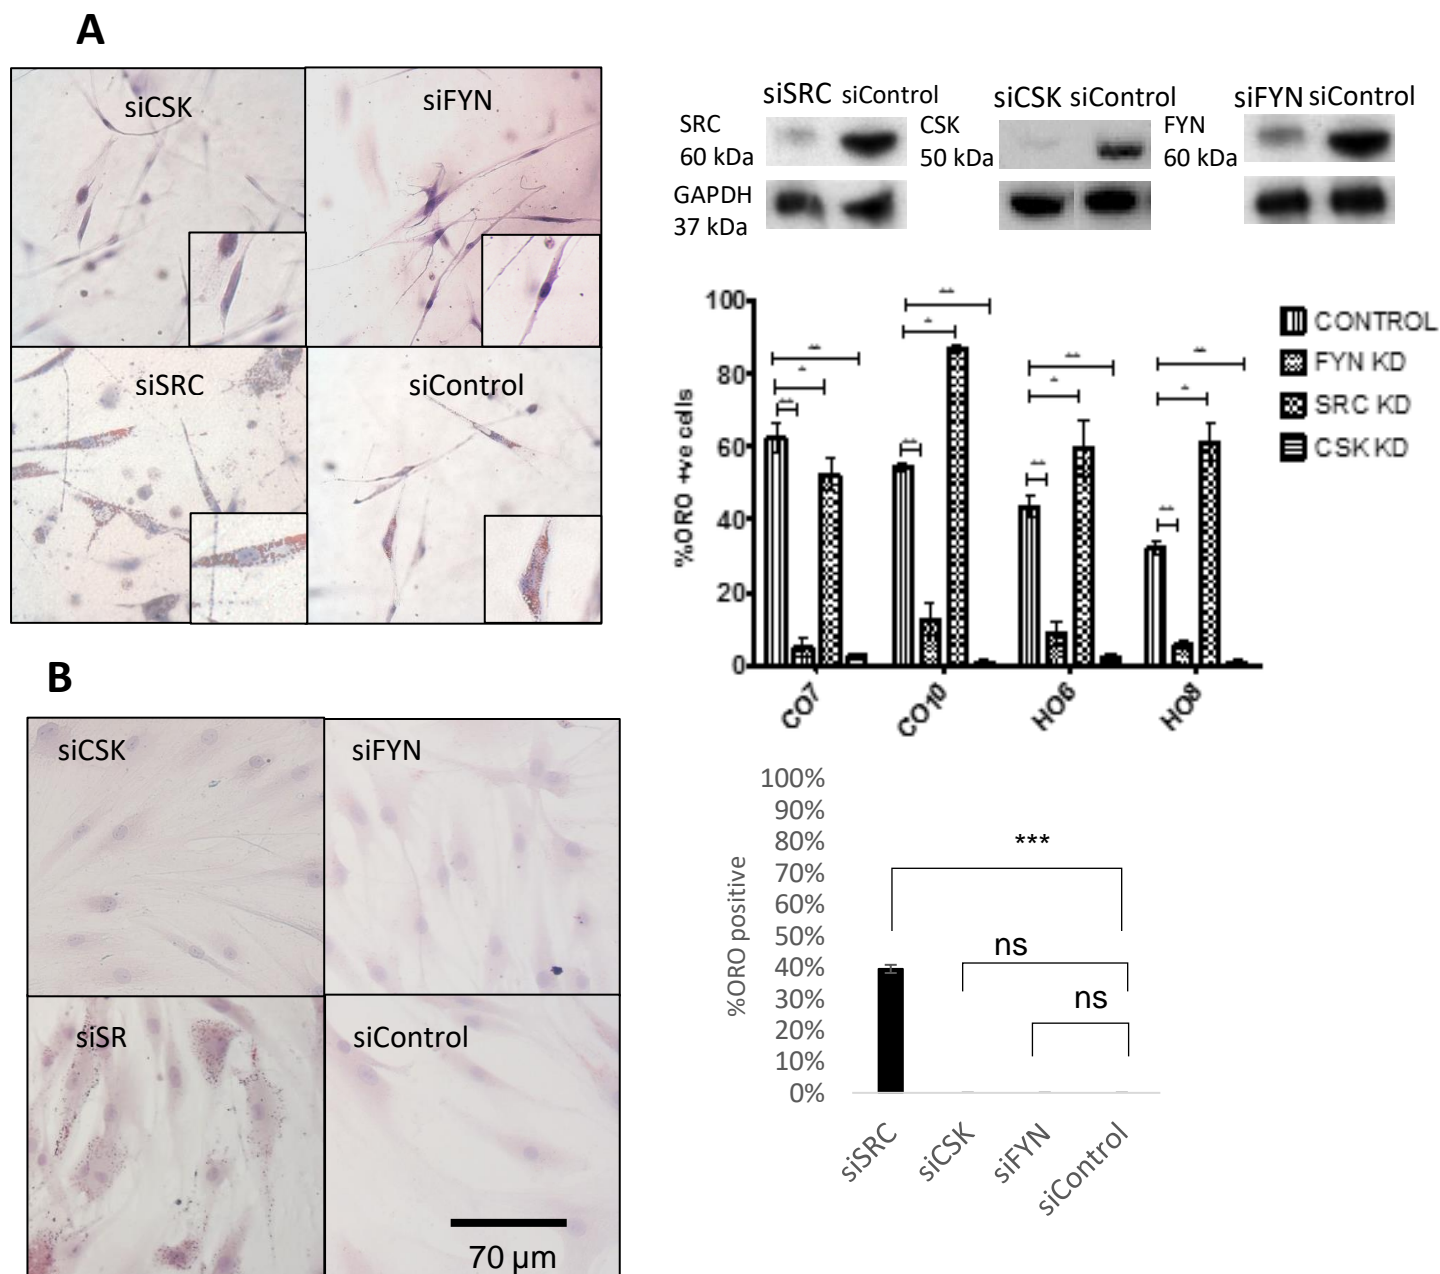 A
siCSK
siFYN
siSRC
siControl
siSRC siControl
SRC
60 kDa
GAPDH
37 kDa
siCSK siControl
CSK
50 kDa
siFYN siControl
FYN
60 kDa
%ORO +ve cells
100
80
60
40
20
0
CO7
CO10
HO6
HO8
CONTROL
FYN KD
SRC KD
CSK KD
B
siCSK
siFYN
siSR
siControl
70 µm
%ORO positive
100%
90%
80%
70%
60%
50%
40%
30%
20%
10%
0%
***
ns
ns
siSRC
siCSK
siFYN
siControl